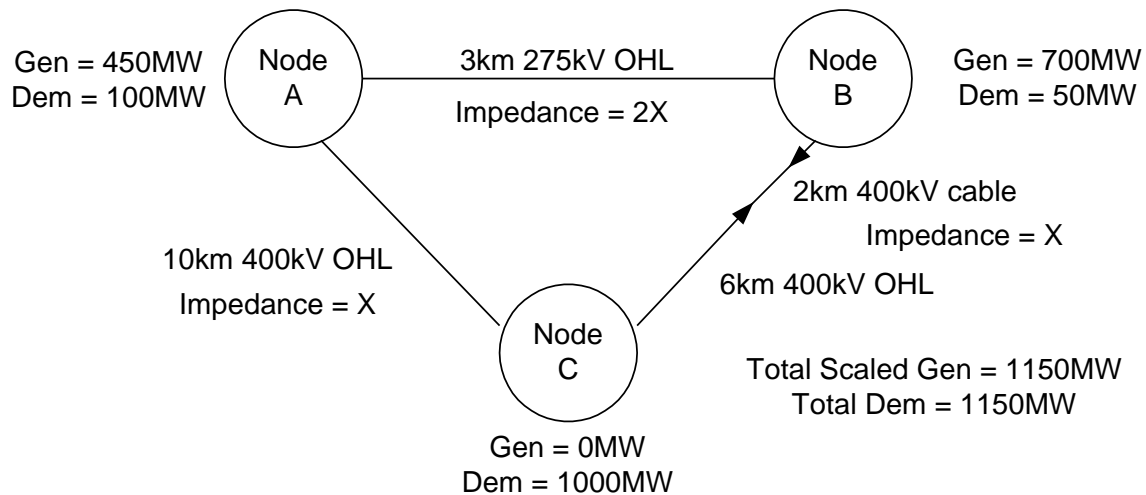 Gen = 450MW
Dem = 100MW
Node
A
3km 275kV OHL
Impedance = 2X
Node
B
Gen = 700MW
Dem = 50MW
2km 400kV cable
Impedance = X
10km 400kV OHL
Impedance = X
6km 400kV OHL
Node
C
Total Scaled Gen = 1150MW
Total Dem = 1150MW
Gen = 0MW
Dem = 1000MW